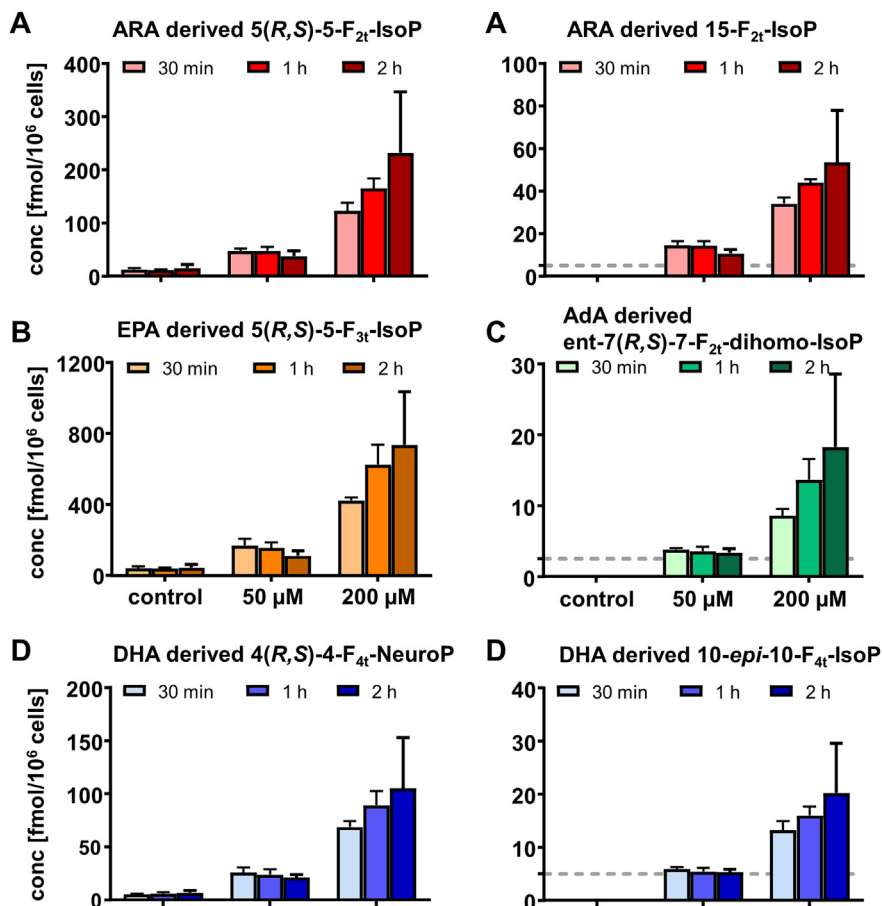 A
ARA derived 5(R,S)-5-F2t-IsoP
conc [fmol/10⁶ cells]
400
300
200
100
0
30 min
1 h
2 h
A
ARA derived 15-F2t-IsoP
100
80
60
40
20
0
30 min
1 h
2 h
B
EPA derived 5(R,S)-5-F3t-IsoP
conc [fmol/10⁶ cells]
1200
800
400
0
30 min
1 h
2 h
control
50 µM
200 µM
C
AdA derived
ent-7(R,S)-7-F2t-dihomo-IsoP
30
20
10
0
30 min
1 h
2 h
control
50 µM
200 µM
D
DHA derived 4(R,S)-4-F4t-NeuroP
conc [fmol/10⁶ cells]
200
150
100
50
0
30 min
1 h
2 h
D
DHA derived 10-epi-10-F4t-IsoP
40
30
20
10
0
30 min
1 h
2 h